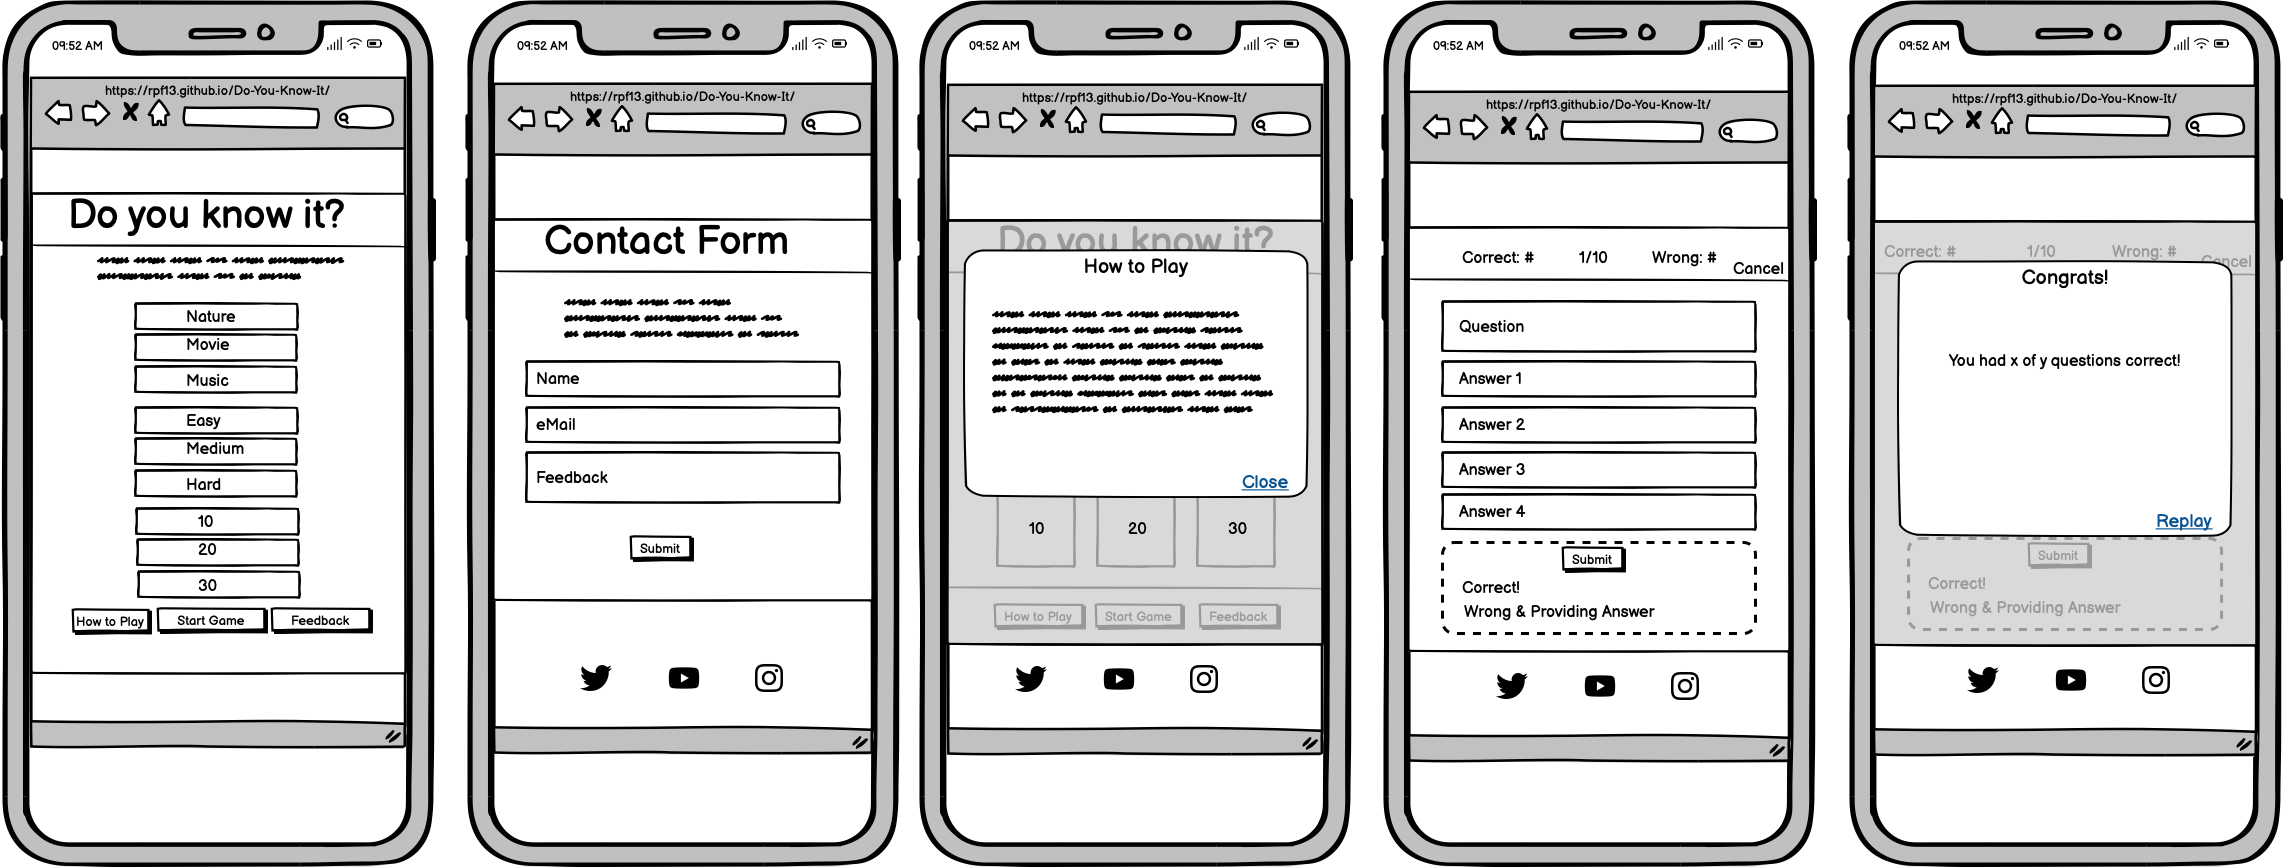 09:52 AM
https://rpf13.github.io/Do-You-Know-It/
Do you know it?
Nature
Movie
Music
Easy
Medium
Hard
10
20
30
How to Play Start Game Feedback
09:52 AM
https://rpf13.github.io/Do-You-Know-It/
Contact Form
Name
eMail
Feedback
Submit
09:52 AM
https://rpf13.github.io/Do-You-Know-It/
Do you know it?
How to Play
Close
10 20 30
How to Play Start Game Feedback
09:52 AM
https://rpf13.github.io/Do-You-Know-It/
Correct: # 1/10 Wrong: # Cancel
Question
Answer 1
Answer 2
Answer 3
Answer 4
Submit
Correct!
Wrong & Providing Answer
09:52 AM
https://rpf13.github.io/Do-You-Know-It/
Correct: # 1/10 Wrong: # Cancel
Congrats!
You had x of y questions correct!
Replay
Submit
Correct!
Wrong & Providing Answer